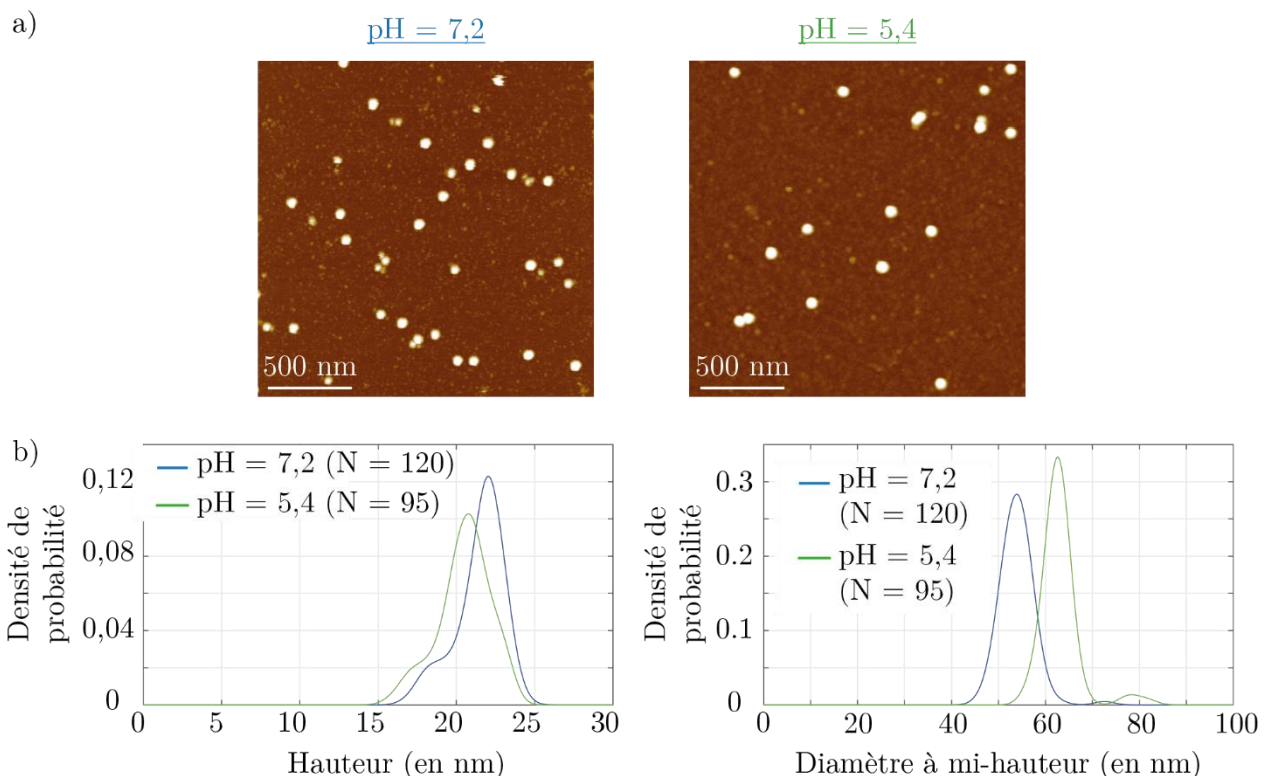 a)
pH = 7,2
pH = 5,4
500 nm
500 nm
b)
Densité de
probabilité
0,12
0,08
0,04
0
pH = 7,2 (N = 120)
pH = 5,4 (N = 95)
0 5 10 15 20 25 30
Hauteur (en nm)
Densité de
probabilité
0.3
0.2
0.1
0
pH = 7,2
(N = 120)
pH = 5,4
(N = 95)
0 20 40 60 80 100
Diamètre à mi-hauteur (en nm)